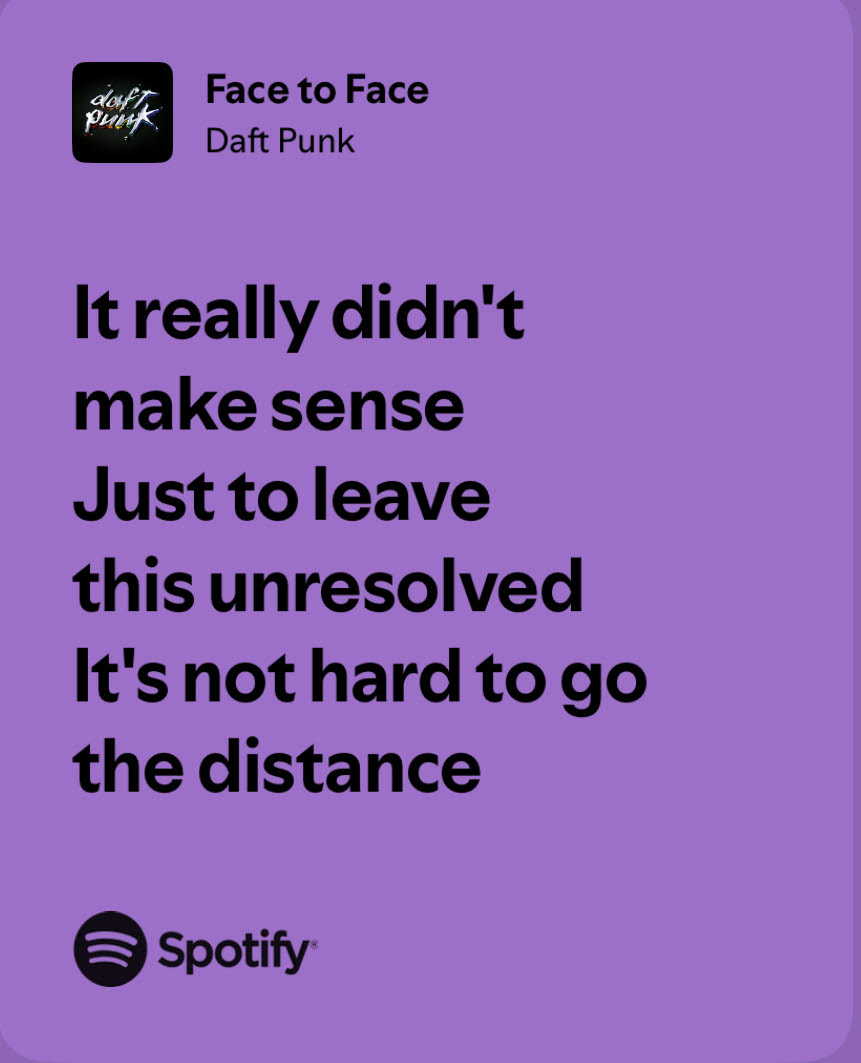 daft
punk
Face to Face
Daft Punk
It really didn't
make sense
Just to leave
this unresolved
It's not hard to go
the distance
Spotify®